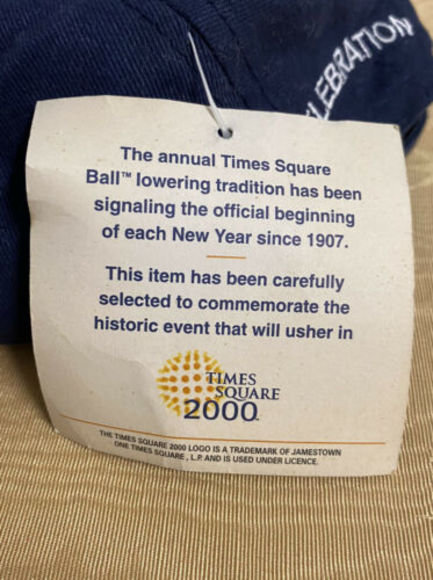 LEBRATION
The annual Times Square
Ball™ lowering tradition has been
signaling the official beginning
of each New Year since 1907.
This item has been carefully
selected to commemorate the
historic event that will usher in
TIMES
SQUARE
2000
THE TIMES SQUARE 2000 LOGO IS A TRADEMARK OF JAMESTOWN
ONE TIMES SQUARE, L.P. AND IS USED UNDER LICENCE.